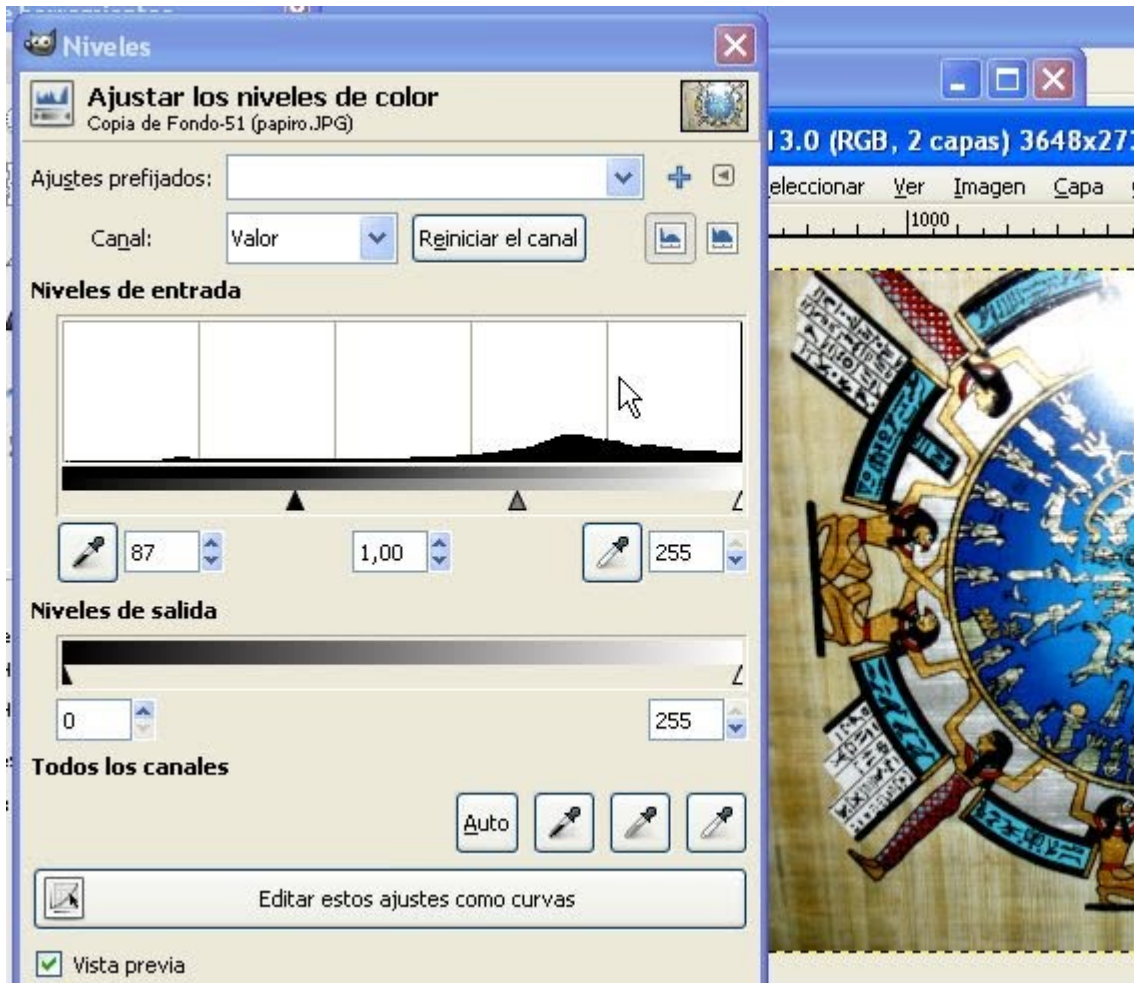 Niveles
Ajustar los niveles de color
Copia de Fondo-51 (papiro.JPG)
Ajustes prefijados:
Canal: Valor Reiniciar el canal
Niveles de entrada
87 1,00 255
Niveles de salida
0 255
Todos los canales
Auto
Editar estos ajustes como curvas
Vista previa
3.0 (RGB, 2 capas) 3648x27
Ver Imagen Capa
1000